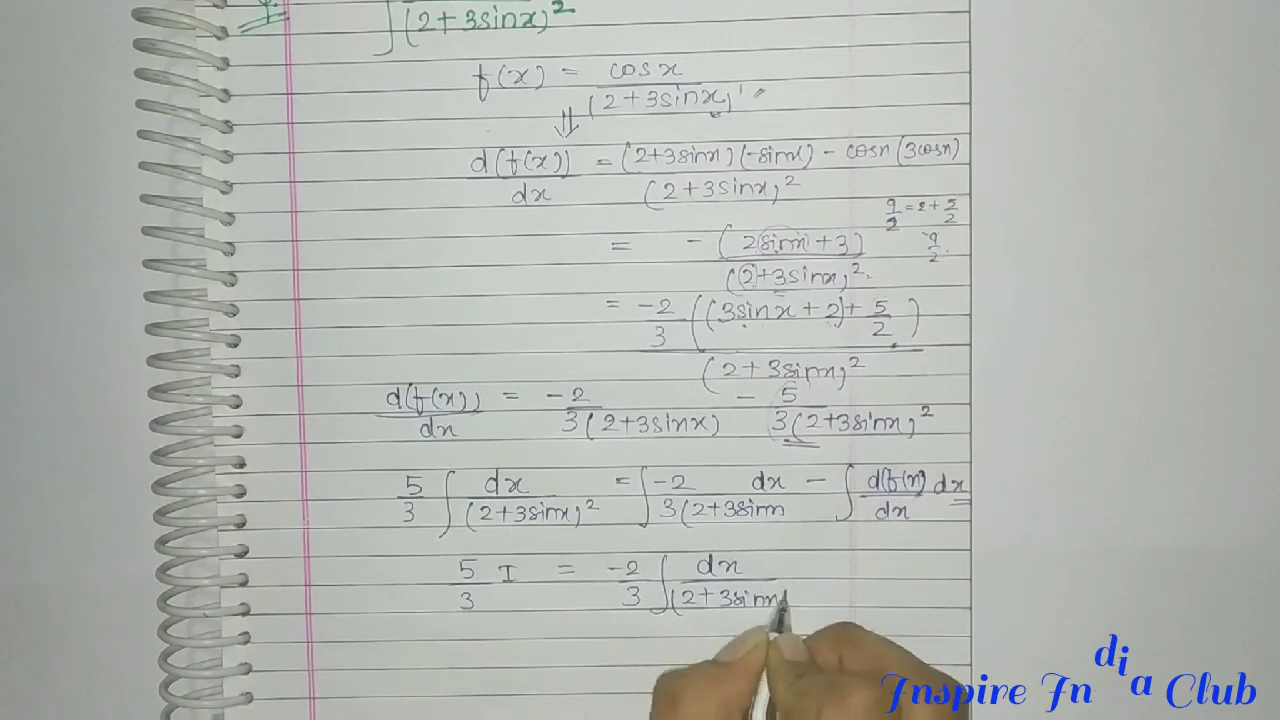 ∫ (2+3sinx)²
f(x) = cosx
(2+3sinx)'
⇓
d(f(x)) = (2+3sinx)(-sinx) - cosx(3cosx)
dx (2+3sinx)²
9/2 = 2 + 5/2
= - (2sinx + 3) 9/2
(2+3sinx)²
= -2/3 ((3sinx + 2) + 5/2)
(2+3sinx)²
d(f(x)) = -2 - 5
dx 3(2+3sinx) 3(2+3sinx)²
5/3 ∫ dx = ∫ -2 dx - ∫ d(f(x) dx
(2+3sinx)² 3(2+3sinx dx
5/3 I = -2/3 ∫ dx
(2+3sinx
Inspire India Club